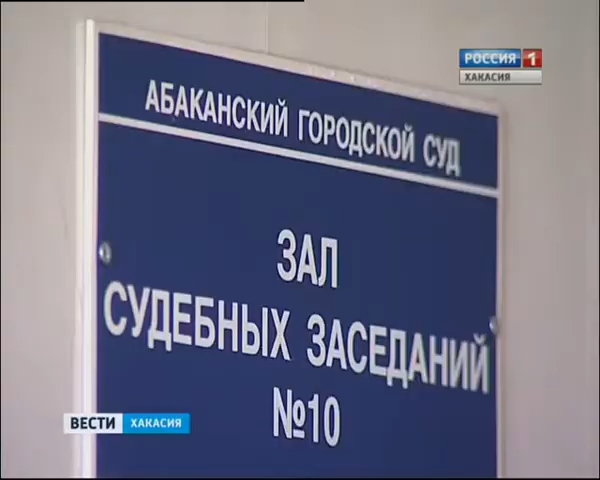 РОССИЯ 1
ХАКАСИЯ
АБАКАНСКИЙ ГОРОДСКОЙ СУД
ЗАЛ
СУДЕБНЫХ ЗАСЕДАНИЙ
№10
ВЕСТИ ХАКАСИЯ